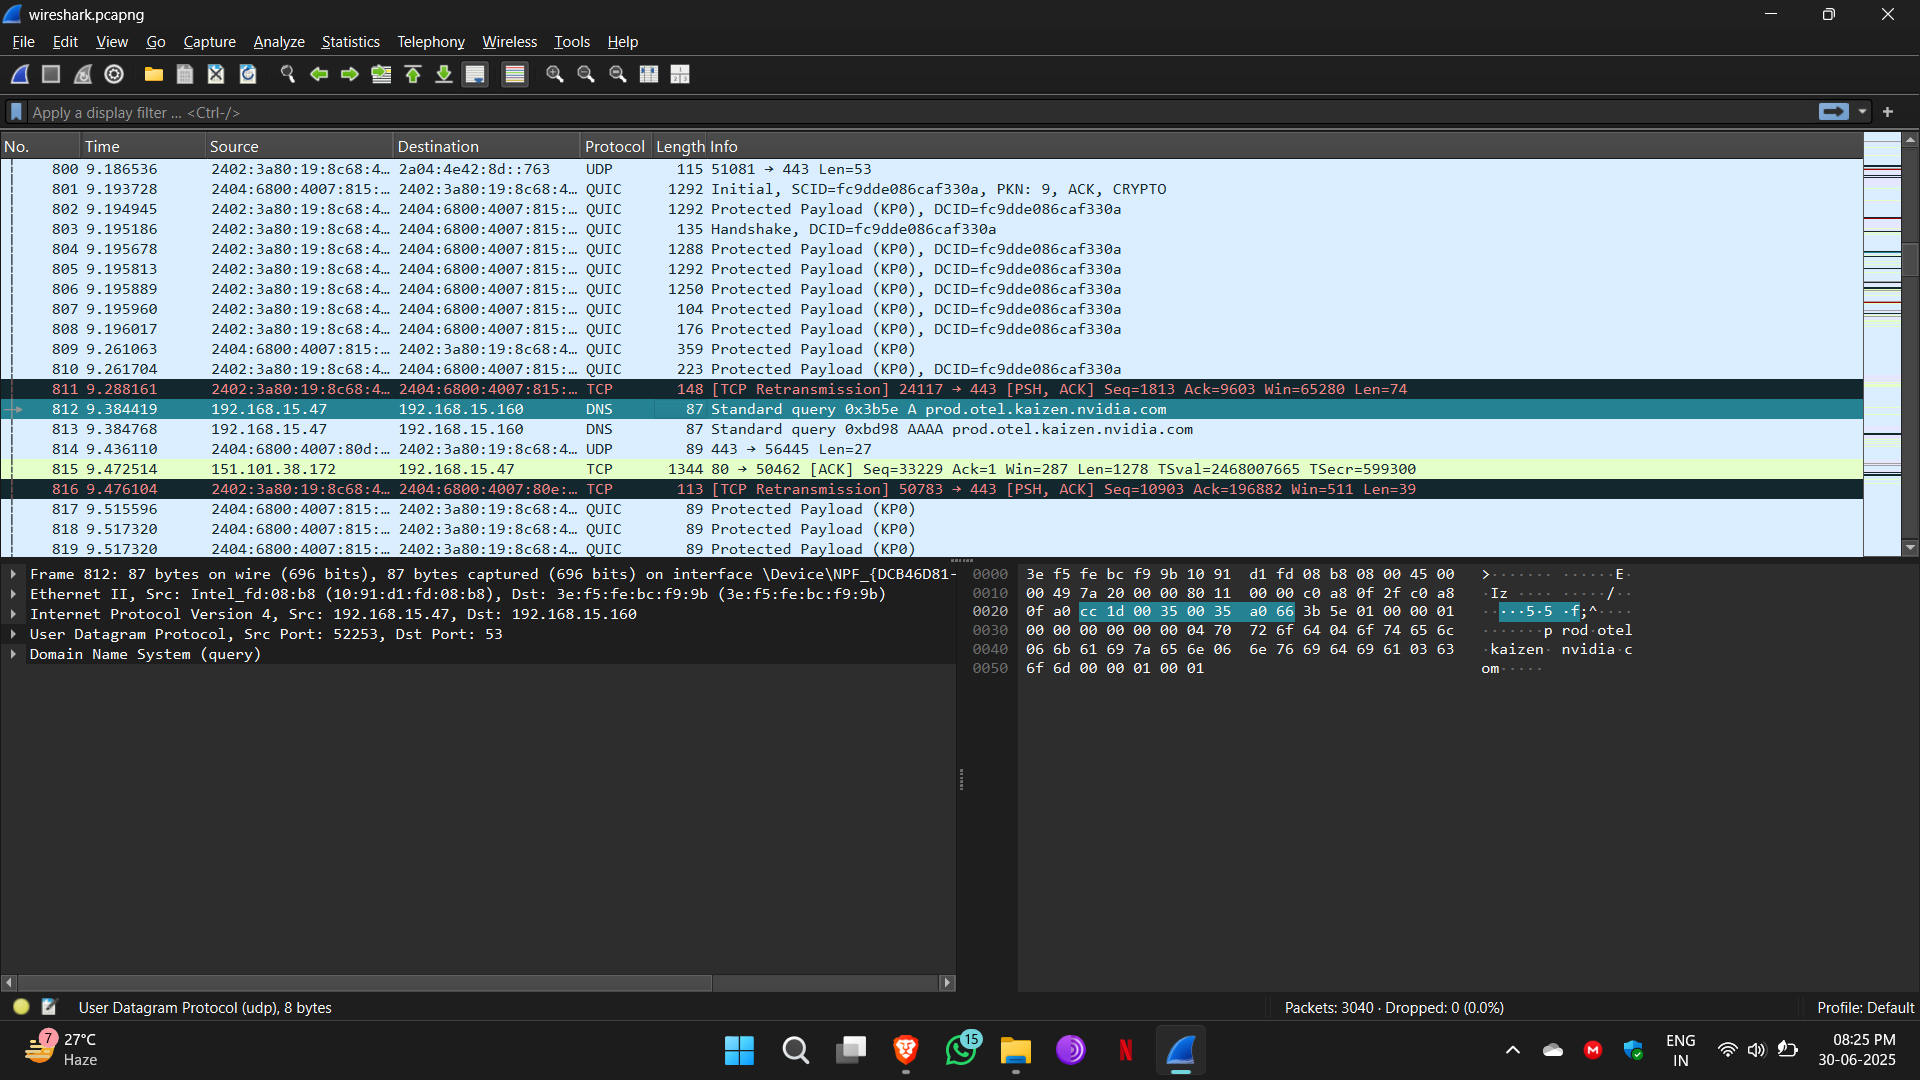 wireshark.pcapng
File Edit View Go Capture Analyze Statistics Telephony Wireless Tools Help
Apply a display filter ... <Ctrl-/>
No. Time Source Destination Protocol Length Info
800 9.186536 2402:3a80:19:8c68:4… 2a04:4e42:8d::763 UDP 115 51081 → 443 Len=53
801 9.193728 2404:6800:4007:815:… 2402:3a80:19:8c68:4… QUIC 1292 Initial, SCID=fc9dde086caf330a, PKN: 9, ACK, CRYPTO
802 9.194945 2402:3a80:19:8c68:4… 2404:6800:4007:815:… QUIC 1292 Protected Payload (KP0), DCID=fc9dde086caf330a
803 9.195186 2402:3a80:19:8c68:4… 2404:6800:4007:815:… QUIC 135 Handshake, DCID=fc9dde086caf330a
804 9.195678 2402:3a80:19:8c68:4… 2404:6800:4007:815:… QUIC 1288 Protected Payload (KP0), DCID=fc9dde086caf330a
805 9.195813 2402:3a80:19:8c68:4… 2404:6800:4007:815:… QUIC 1292 Protected Payload (KP0), DCID=fc9dde086caf330a
806 9.195889 2402:3a80:19:8c68:4… 2404:6800:4007:815:… QUIC 1250 Protected Payload (KP0), DCID=fc9dde086caf330a
807 9.195960 2402:3a80:19:8c68:4… 2404:6800:4007:815:… QUIC 104 Protected Payload (KP0), DCID=fc9dde086caf330a
808 9.196017 2402:3a80:19:8c68:4… 2404:6800:4007:815:… QUIC 176 Protected Payload (KP0), DCID=fc9dde086caf330a
809 9.261063 2404:6800:4007:815:… 2402:3a80:19:8c68:4… QUIC 359 Protected Payload (KP0)
810 9.261704 2402:3a80:19:8c68:4… 2404:6800:4007:815:… QUIC 223 Protected Payload (KP0), DCID=fc9dde086caf330a
811 9.288161 2402:3a80:19:8c68:4… 2404:6800:4007:815:… TCP 148 [TCP Retransmission] 24117 → 443 [PSH, ACK] Seq=1813 Ack=9603 Win=65280 Len=74
812 9.384419 192.168.15.47 192.168.15.160 DNS 87 Standard query 0x3b5e A prod.otel.kaizen.nvidia.com
813 9.384768 192.168.15.47 192.168.15.160 DNS 87 Standard query 0xbd98 AAAA prod.otel.kaizen.nvidia.com
814 9.436110 2404:6800:4007:80d:… 2402:3a80:19:8c68:4… UDP 89 443 → 56445 Len=27
815 9.472514 151.101.38.172 192.168.15.47 TCP 1344 80 → 50462 [ACK] Seq=33229 Ack=1 Win=287 Len=1278 TSval=2468007665 TSecr=599300
816 9.476104 2402:3a80:19:8c68:4… 2404:6800:4007:80e:… TCP 113 [TCP Retransmission] 50783 → 443 [PSH, ACK] Seq=10903 Ack=196882 Win=511 Len=39
817 9.515596 2404:6800:4007:815:… 2402:3a80:19:8c68:4… QUIC 89 Protected Payload (KP0)
818 9.517320 2404:6800:4007:815:… 2402:3a80:19:8c68:4… QUIC 89 Protected Payload (KP0)
819 9.517320 2404:6800:4007:815:… 2402:3a80:19:8c68:4… QUIC 89 Protected Payload (KP0)
Frame 812: 87 bytes on wire (696 bits), 87 bytes captured (696 bits) on interface \Device\NPF_{DCB46D81-
Ethernet II, Src: Intel_fd:08:b8 (10:91:d1:fd:08:b8), Dst: 3e:f5:fe:bc:f9:9b (3e:f5:fe:bc:f9:9b)
Internet Protocol Version 4, Src: 192.168.15.47, Dst: 192.168.15.160
User Datagram Protocol, Src Port: 52253, Dst Port: 53
Domain Name System (query)
0000 3e f5 fe bc f9 9b 10 91 d1 fd 08 b8 08 00 45 00 >······· ······E·
0010 00 49 7a 20 00 00 80 11 00 00 c0 a8 0f 2f c0 a8 ·Iz ···· ·····/··
0020 0f a0 cc 1d 00 35 00 35 a0 66 3b 5e 01 00 00 01 ·····5·5 ·f;^····
0030 00 00 00 00 00 00 04 70 72 6f 64 04 6f 74 65 6c ·······p rod·otel
0040 06 6b 61 69 7a 65 6e 06 6e 76 69 64 69 61 03 63 ·kaizen· nvidia·c
0050 6f 6d 00 00 01 00 01 om·····
User Datagram Protocol (udp), 8 bytes Packets: 3040 · Dropped: 0 (0.0%) Profile: Default
7 27°C
Haze
15
ENG
IN
08:25 PM
30-06-2025